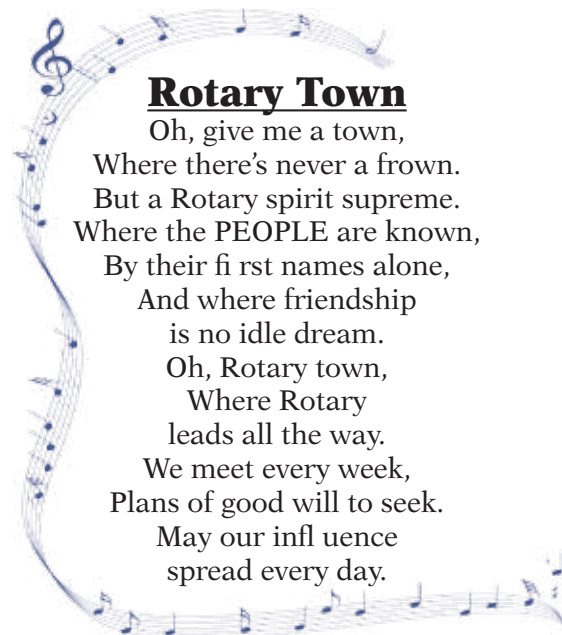 Rotary Town
Oh, give me a town,
Where there's never a frown.
But a Rotary spirit supreme.
Where the PEOPLE are known,
By their fi rst names alone,
And where friendship
is no idle dream.
Oh, Rotary town,
Where Rotary
leads all the way.
We meet every week,
Plans of good will to seek.
May our infl uence
spread every day.